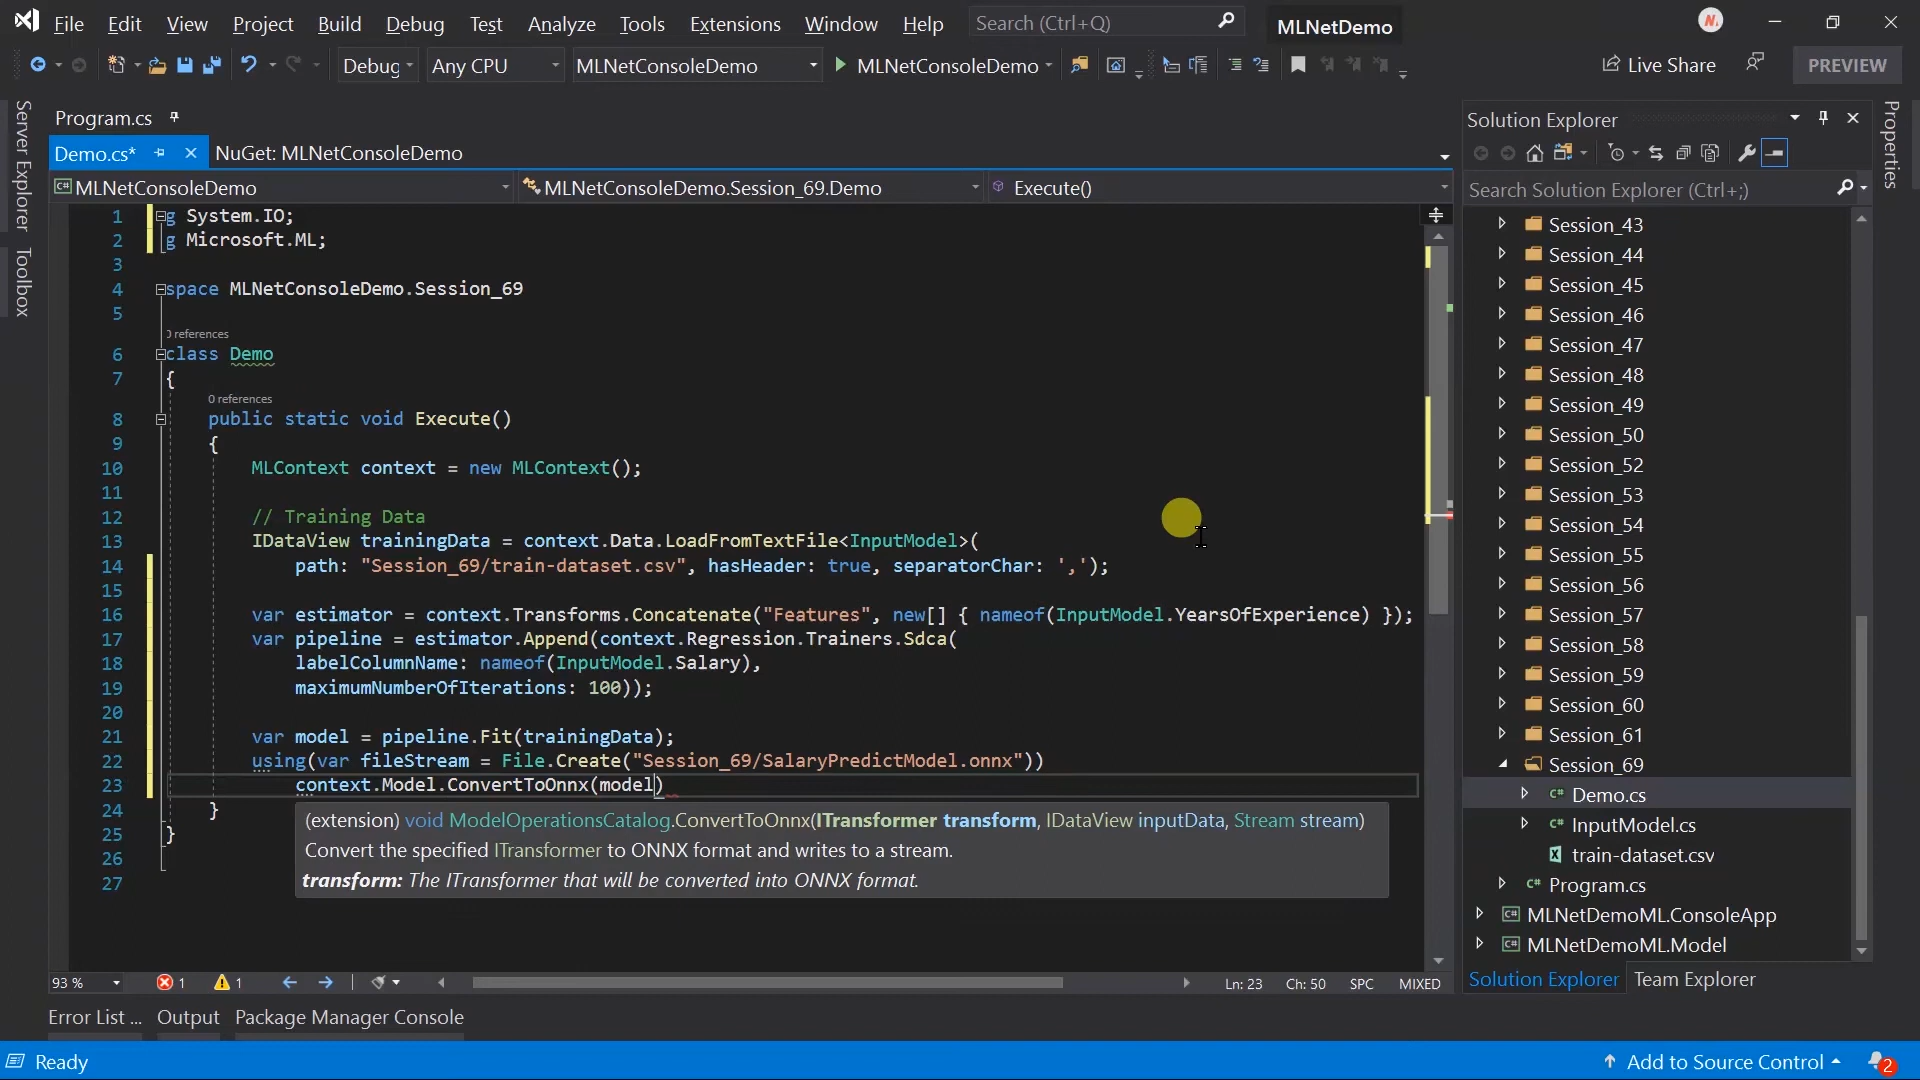 File Edit View Project Build Debug Test Analyze Tools Extensions Window Help Search (Ctrl+Q) MLNetDemo
Debug Any CPU MLNetConsoleDemo MLNetConsoleDemo Live Share PREVIEW
Server Explorer
Toolbox
Program.cs
Demo.cs* NuGet: MLNetConsoleDemo
MLNetConsoleDemo MLNetConsoleDemo.Session_69.Demo Execute()
1 g System.IO;
2 g Microsoft.ML;
3
4 space MLNetConsoleDemo.Session_69
5
0 references
6 class Demo
7 {
0 references
8 public static void Execute()
9 {
10 MLContext context = new MLContext();
11
12 // Training Data
13 IDataView trainingData = context.Data.LoadFromTextFile<InputModel>(
14 path: "Session_69/train-dataset.csv", hasHeader: true, separatorChar: ',');
15
16 var estimator = context.Transforms.Concatenate("Features", new[] { nameof(InputModel.YearsOfExperience) });
17 var pipeline = estimator.Append(context.Regression.Trainers.Sdca(
18 labelColumnName: nameof(InputModel.Salary),
19 maximumNumberOfIterations: 100));
20
21 var model = pipeline.Fit(trainingData);
22 using(var fileStream = File.Create("Session_69/SalaryPredictModel.onnx"))
23 context.Model.ConvertToOnnx(model)
24 }
25 }
26
27
(extension) void ModelOperationsCatalog.ConvertToOnnx(ITransformer transform, IDataView inputData, Stream stream)
Convert the specified ITransformer to ONNX format and writes to a stream.
transform: The ITransformer that will be converted into ONNX format.
93 % 1 1 Ln: 23 Ch: 50 SPC MIXED
Error List ... Output Package Manager Console
Solution Explorer
Search Solution Explorer (Ctrl+;)
Session_43
Session_44
Session_45
Session_46
Session_47
Session_48
Session_49
Session_50
Session_52
Session_53
Session_54
Session_55
Session_56
Session_57
Session_58
Session_59
Session_60
Session_61
Session_69
C# Demo.cs
C# InputModel.cs
train-dataset.csv
C# Program.cs
C# MLNetDemoML.ConsoleApp
C# MLNetDemoML.Model
Solution Explorer Team Explorer
Properties
Ready Add to Source Control 2